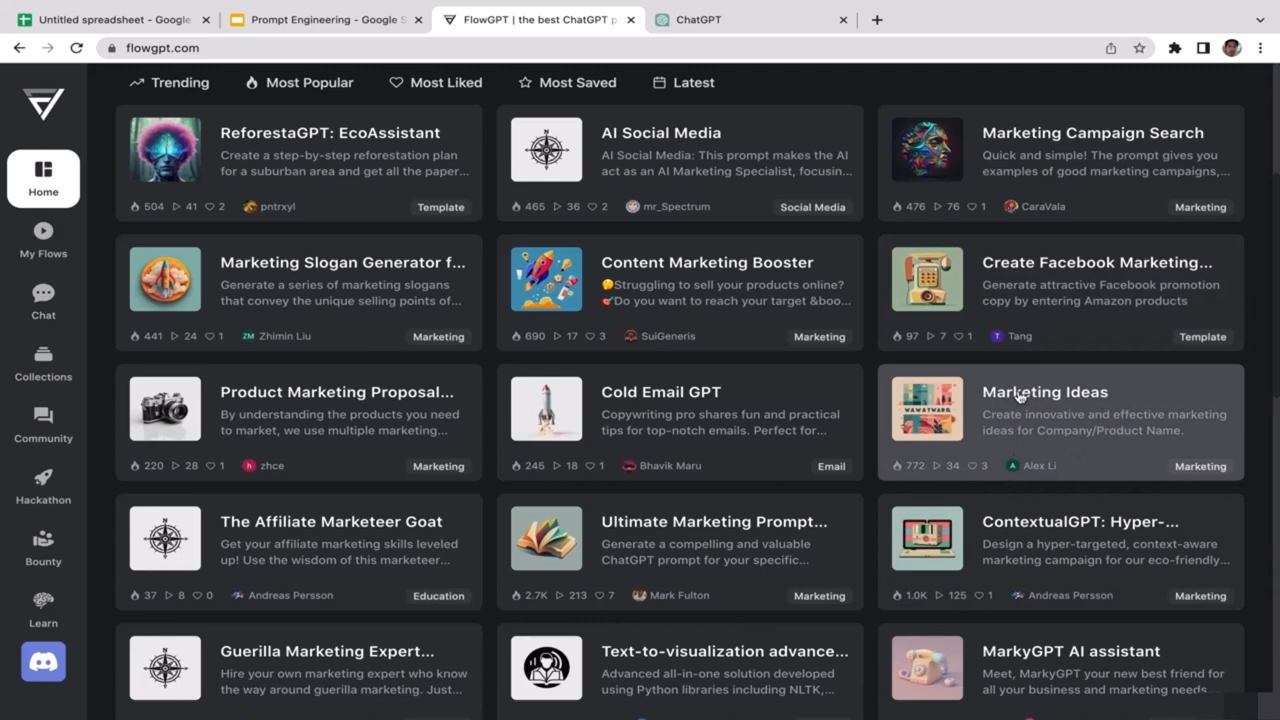 Untitled spreadsheet - Google
Prompt Engineering - Google S
FlowGPT | the best ChatGPT p
ChatGPT
flowgpt.com
Trending
Most Popular
Most Liked
Most Saved
Latest
Home
My Flows
Chat
Collections
Community
Hackathon
Bounty
Learn
ReforestaGPT: EcoAssistant
Create a step-by-step reforestation plan
for a suburban area and get all the paper...
504 41 2 pntrxyl Template
AI Social Media
AI Social Media: This prompt makes the AI
act as an AI Marketing Specialist, focusin...
465 36 2 mr_Spectrum Social Media
Marketing Campaign Search
Quick and simple! The prompt gives you
examples of good marketing campaigns,...
476 76 1 CaraVala Marketing
Marketing Slogan Generator f...
Generate a series of marketing slogans
that convey the unique selling points of...
441 24 1 ZM Zhimin Liu Marketing
Content Marketing Booster
🤔Struggling to sell your products online?
🎯Do you want to reach your target &boo...
690 17 3 SuiGeneris Marketing
Create Facebook Marketing...
Generate attractive Facebook promotion
copy by entering Amazon products
97 7 1 T Tang Template
Product Marketing Proposal...
By understanding the products you need
to market, we use multiple marketing...
220 28 1 h zhce Marketing
Cold Email GPT
Copywriting pro shares fun and practical
tips for top-notch emails. Perfect for...
245 18 1 Bhavik Maru Email
Marketing Ideas
Create innovative and effective marketing
ideas for Company/Product Name.
772 34 3 A Alex Li Marketing
The Affiliate Marketeer Goat
Get your affiliate marketing skills leveled
up! Use the wisdom of this marketeer...
37 8 0 Andreas Persson Education
Ultimate Marketing Prompt...
Generate a compelling and valuable
ChatGPT prompt for your specific...
2.7K 213 7 Mark Fulton Marketing
ContextualGPT: Hyper-...
Design a hyper-targeted, context-aware
marketing campaign for our eco-friendly...
1.0K 125 1 Andreas Persson Marketing
Guerilla Marketing Expert...
Hire your own marketing expert who know
the way around guerilla marketing. Just...
Text-to-visualization advance...
Advanced all-in-one solution developed
using Python libraries including NLTK,...
MarkyGPT AI assistant
Meet, MarkyGPT your new best friend for
all your business and marketing needs...